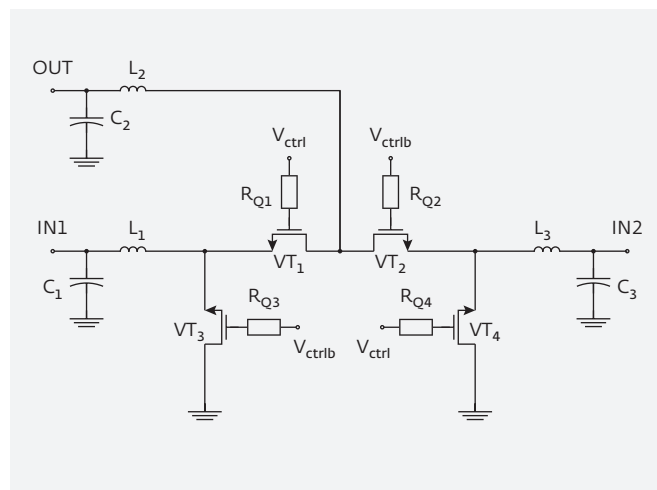 OUT
L2
C2
Vctrl
Vctrlb
RQ1
RQ2
IN1
L1
L3
IN2
VT1
VT2
C1
RQ3
RQ4
C3
VT3
VT4
Vctrlb
Vctrl